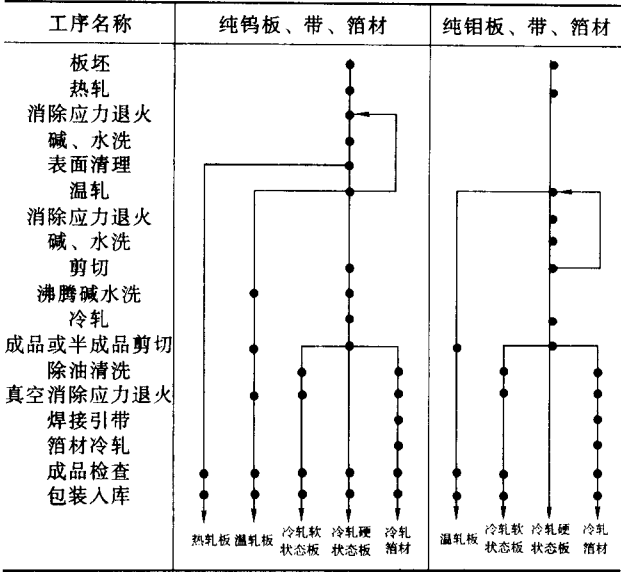 工序名称 纯钨板、带、箔材 纯钼板、带、箔材
板坯
热轧
消除应力退火
碱、水洗
表面清理
温轧
消除应力退火
碱、水洗
剪切
沸腾碱水洗
冷轧
成品或半成品剪切
除油清洗
真空消除应力退火
焊接引带
箔材冷轧
成品检查
包装入库
热轧板 温轧板 冷轧软 冷轧硬 冷轧 温轧板 冷轧软 冷轧硬 冷轧
状态板 状态板 箔材 状态板 状态板 箔材